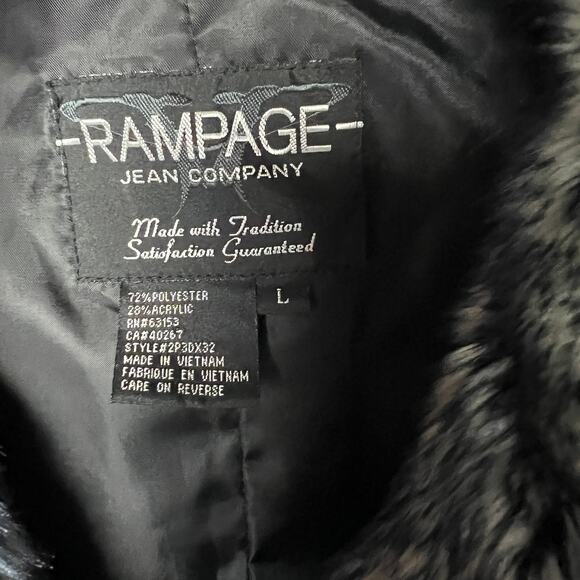 -RAMPAGE-
JEAN COMPANY
Made with Tradition
Satisfaction Guaranteed
L
72%POLYESTER
28%ACRYLIC
RN#63153
CA#40267
STYLE#2P3DX32
MADE IN VIETNAM
FABRIQUE EN VIETNAM
CARE ON REVERSE